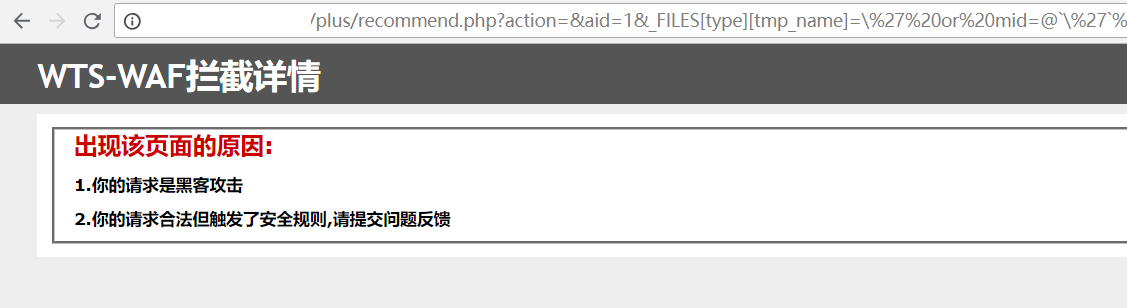 /plus/recommend.php?action=&aid=1&_FILES[type][tmp_name]=\%27%20or%20mid=@`\%27`%
WTS-WAF拦截详情
出现该页面的原因:
1.你的请求是黑客攻击
2.你的请求合法但触发了安全规则,请提交问题反馈